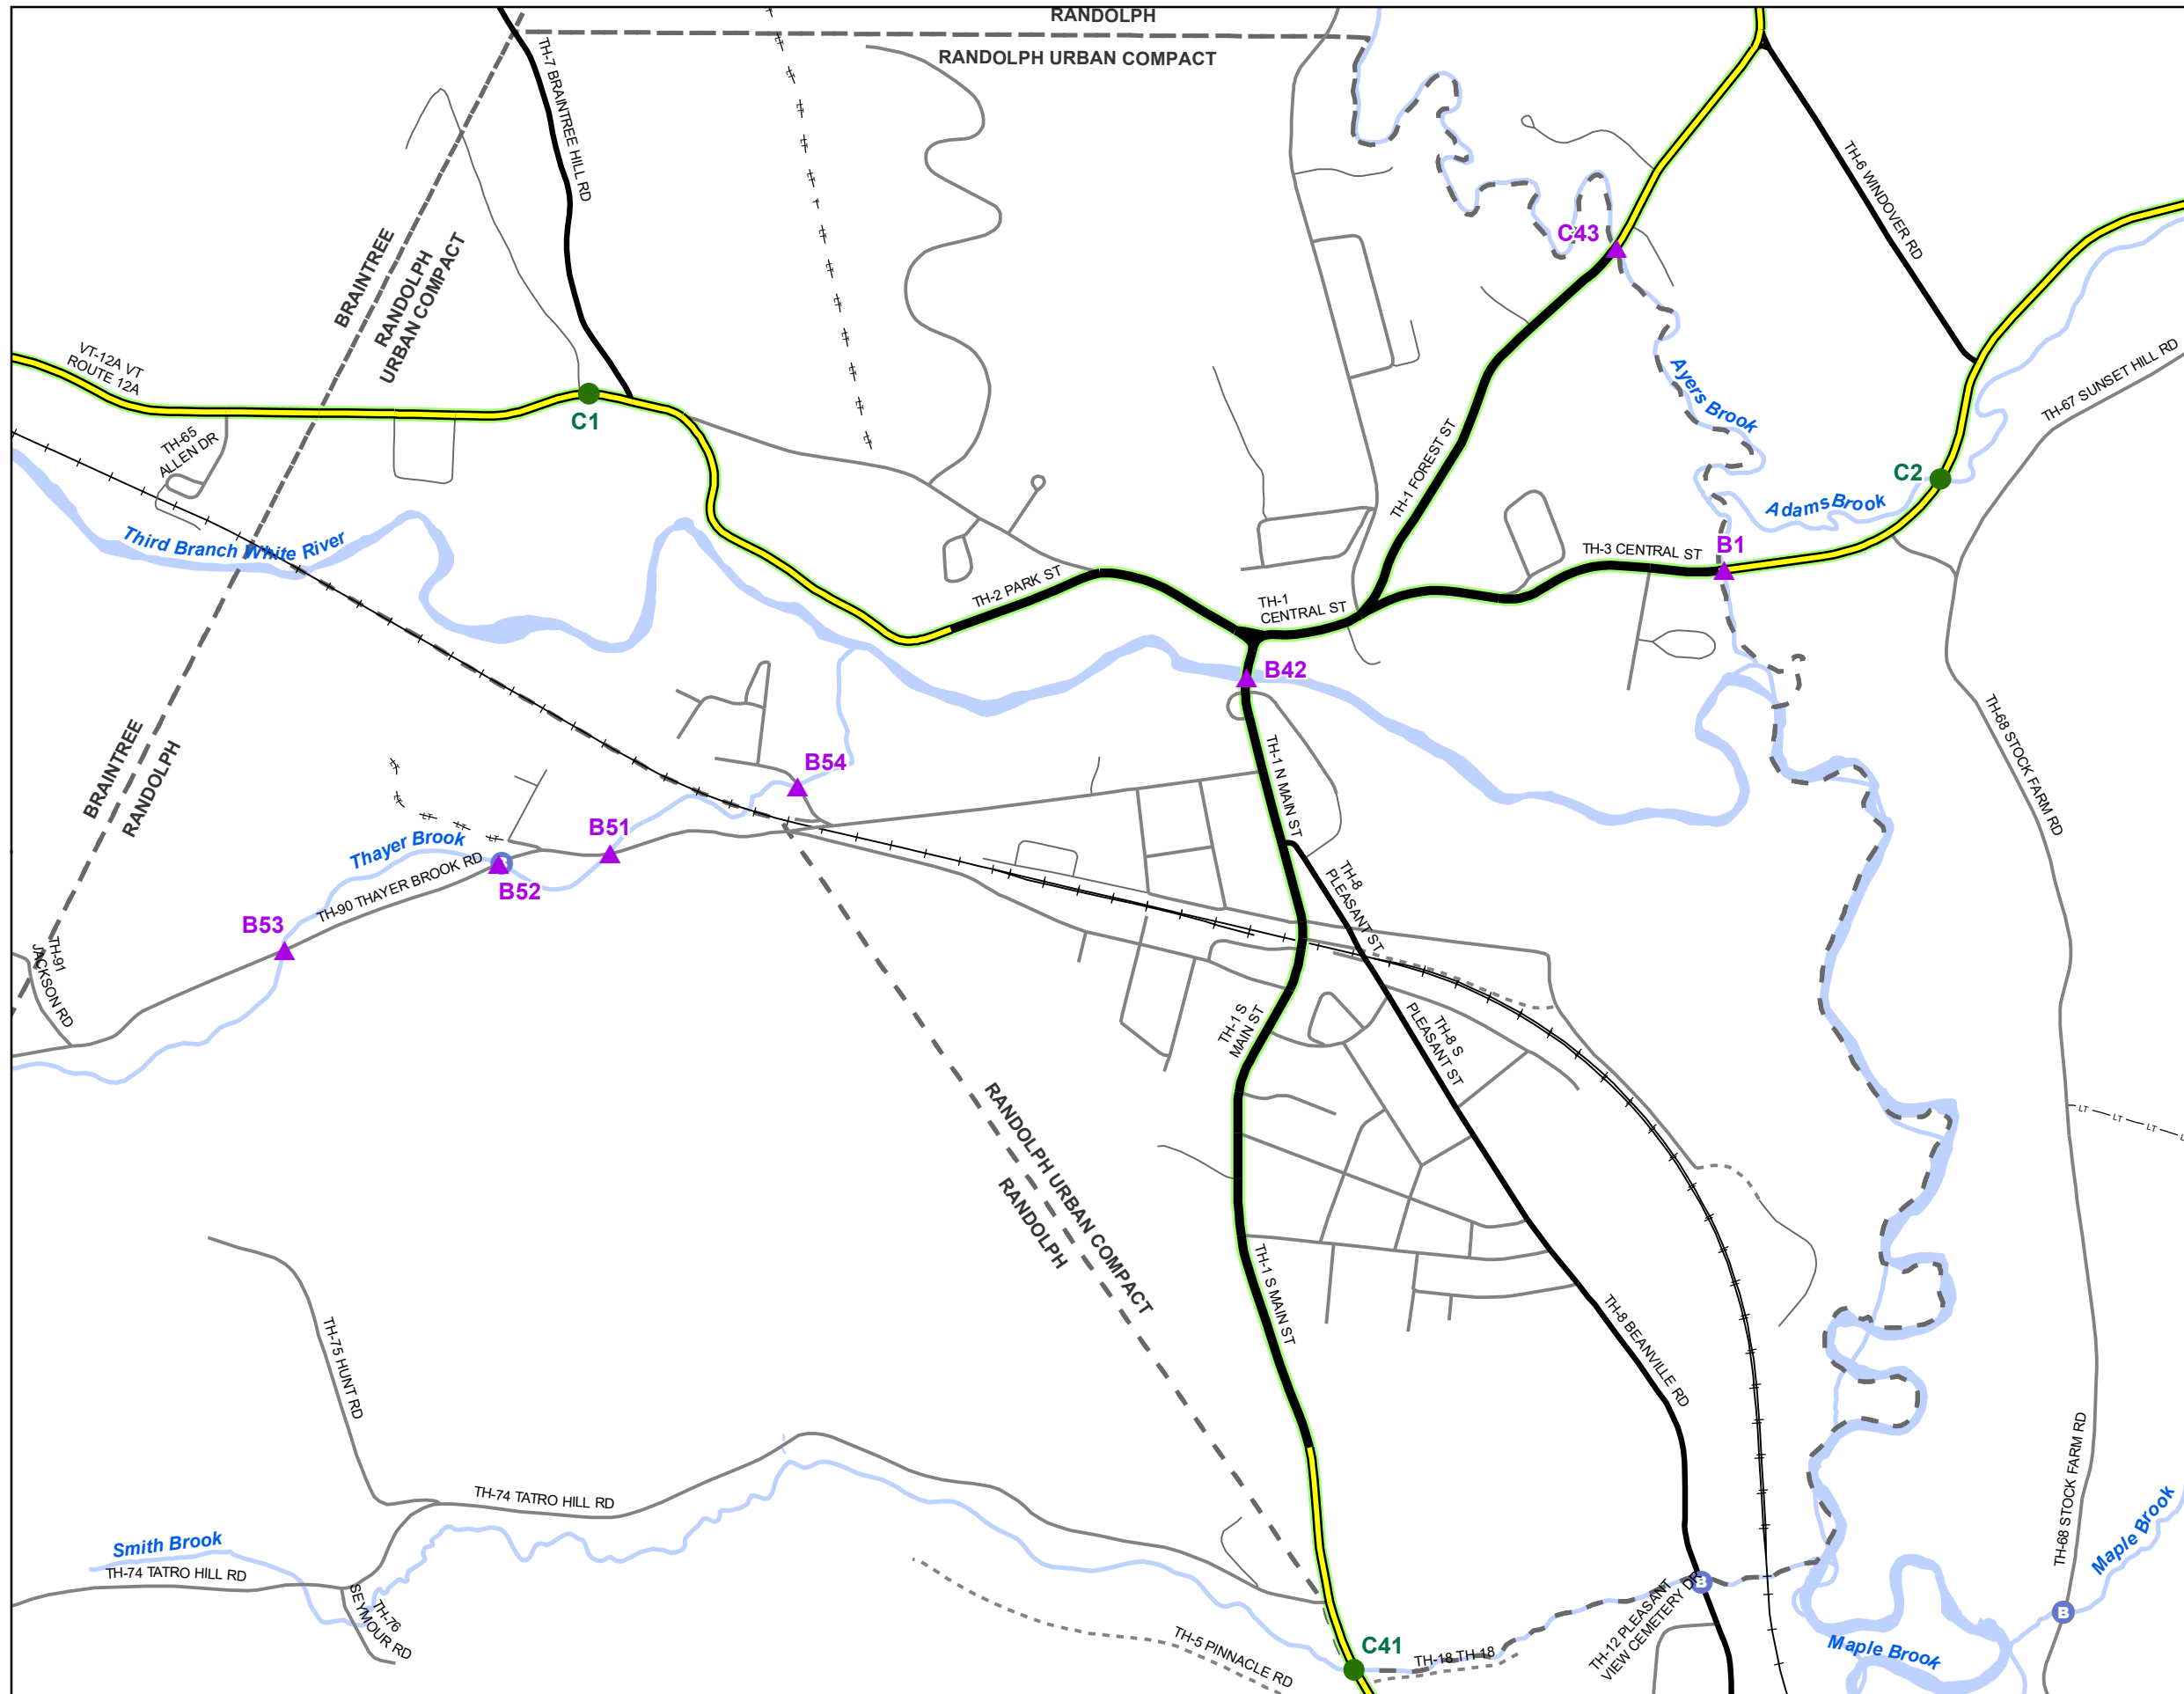 RANDOLPH
RANDOLPH URBAN COMPACT
TH-7 BRAINTREE HILL RD
TH-6 WINDOVER RD
BRAINTREE
RANDOLPH
URBAN COMPACT
C43
VT-12A VT
ROUTE 12A
C1
TH-65
ALLEN DR
Ayers Brook
TH-67 SUNSET HILL RD
TH-1 FOREST ST
C2
Adams Brook
Third Branch White River
B1
TH-3 CENTRAL ST
TH-2 PARK ST
TH-1
CENTRAL ST
B42
TH-68 STOCK FARM RD
BRAINTREE
RANDOLPH
B54
TH-1 N MAIN ST
B51
Thayer Brook
B
B52
TH-90 THAYER BROOK RD
B53
TH-8
PLEASANT ST
TH-91
JACKSON RD
TH-1 S
MAIN ST
TH-8 S
PLEASANT ST
RANDOLPH URBAN COMPACT
RANDOLPH
LT LT LT L
TH-1 S MAIN ST
TH-8 BEANVILLE RD
TH-75 HUNT RD
TH-74 TATRO HILL RD
TH-68 STOCK FARM RD
Maple Brook
Smith Brook
TH-74 TATRO HILL RD
TH-76
SEYMOUR RD
B
TH-12 PLEASANT
VIEW CEMETERY DR
B
C41
TH-5 PINNACLE RD
TH-18 TH-18
Maple Brook